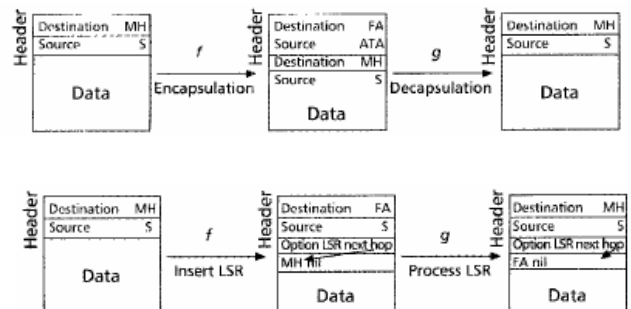 Header
Destination MH
Source S
Data
f
Encapsulation
Header
Destination FA
Source ATA
Destination MH
Source S
Data
g
Decapsulation
Header
Destination MH
Source S
Data
Header
Destination MH
Source S
Data
f
Insert LSR
Header
Destination FA
Source S
Option LSR next hop
MH nil
Data
g
Process LSR
Header
Destination MH
Source S
Option LSR next hop
FA nil
Data